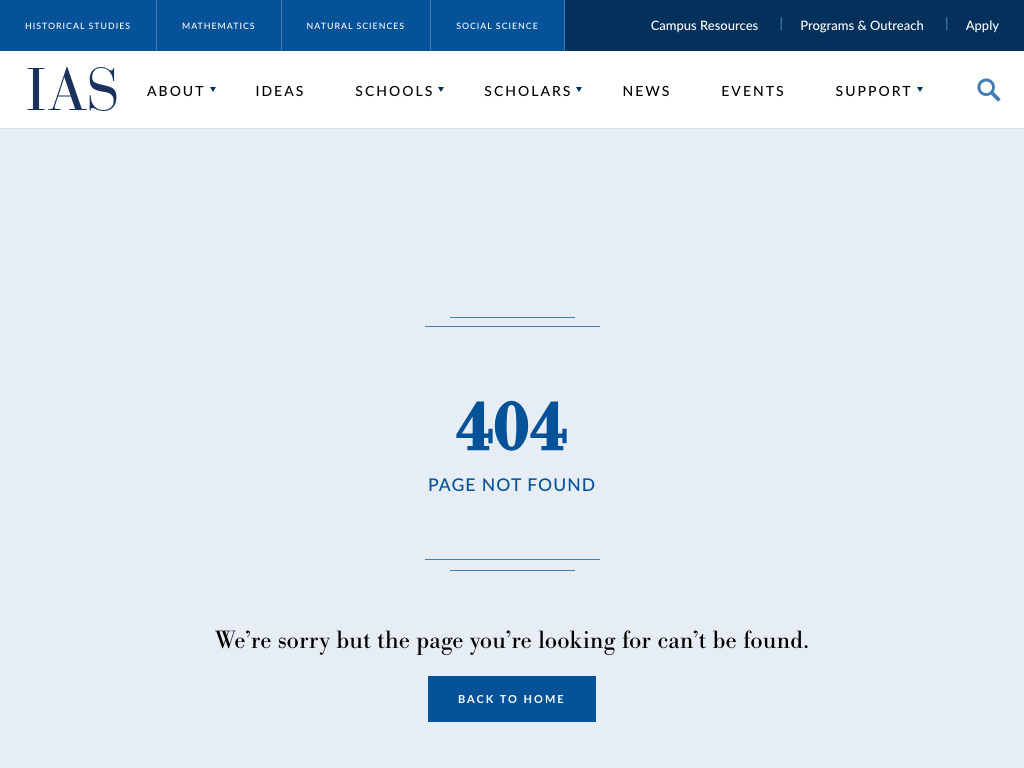 HISTORICAL STUDIES
MATHEMATICS
NATURAL SCIENCES
SOCIAL SCIENCE
Campus Resources
Programs & Outreach
Apply
IAS
ABOUT
IDEAS
SCHOOLS
SCHOLARS
NEWS
EVENTS
SUPPORT
404
PAGE NOT FOUND
We’re sorry but the page you’re looking for can’t be found.
BACK TO HOME